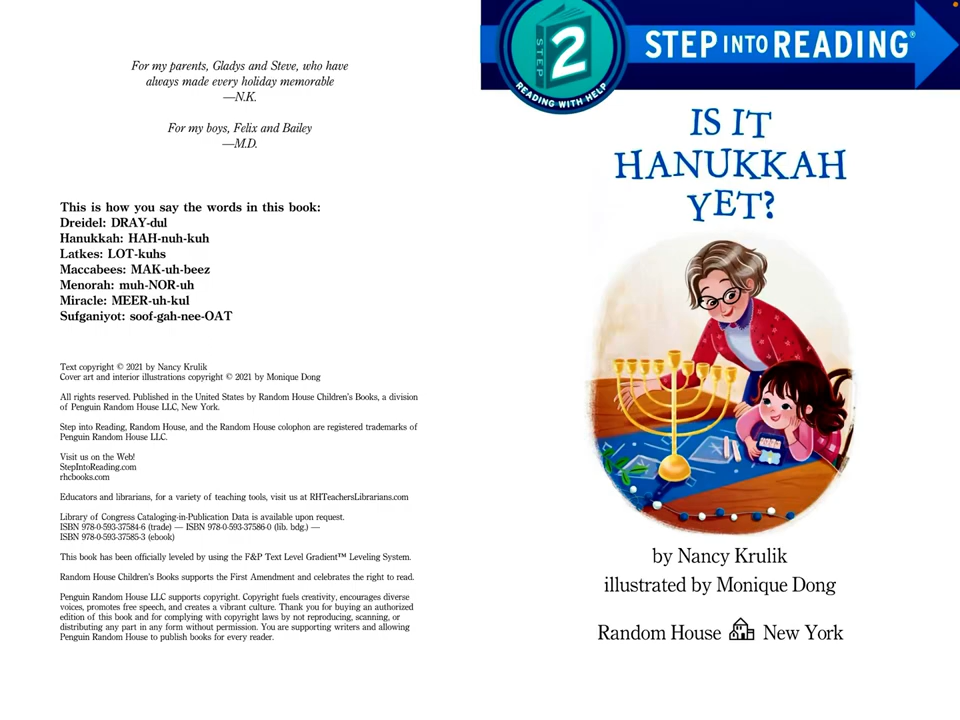 For my parents, Gladys and Steve, who have
always made every holiday memorable
—N.K.
For my boys, Felix and Bailey
—M.D.
This is how you say the words in this book:
Dreidel: DRAY-dul
Hanukkah: HAH-nuh-kuh
Latkes: LOT-kuhs
Maccabees: MAK-uh-beez
Menorah: muh-NOR-uh
Miracle: MEER-uh-kul
Sufganiyot: soof-gah-nee-OAT
Text copyright © 2021 by Nancy Krulik
Cover art and interior illustrations copyright © 2021 by Monique Dong
All rights reserved. Published in the United States by Random House Children's Books, a division
of Penguin Random House LLC, New York.
Step into Reading, Random House, and the Random House colophon are registered trademarks of
Penguin Random House LLC.
Visit us on the Web!
StepIntoReading.com
rhcbooks.com
Educators and librarians, for a variety of teaching tools, visit us at RHTeachersLibrarians.com
Library of Congress Cataloging-in-Publication Data is available upon request.
ISBN 978-0-593-37584-6 (trade) — ISBN 978-0-593-37586-0 (lib. bdg.) —
ISBN 978-0-593-37585-3 (ebook)
This book has been officially leveled by using the F&P Text Level Gradient™ Leveling System.
Random House Children's Books supports the First Amendment and celebrates the right to read.
Penguin Random House LLC supports copyright. Copyright fuels creativity, encourages diverse
voices, promotes free speech, and creates a vibrant culture. Thank you for buying an authorized
edition of this book and for complying with copyright laws by not reproducing, scanning, or
distributing any part in any form without permission. You are supporting writers and allowing
Penguin Random House to publish books for every reader.
STEP 2
READING WITH HELP
STEP INTO READING®
IS IT
HANUKKAH
YET?
by Nancy Krulik
illustrated by Monique Dong
Random House New York